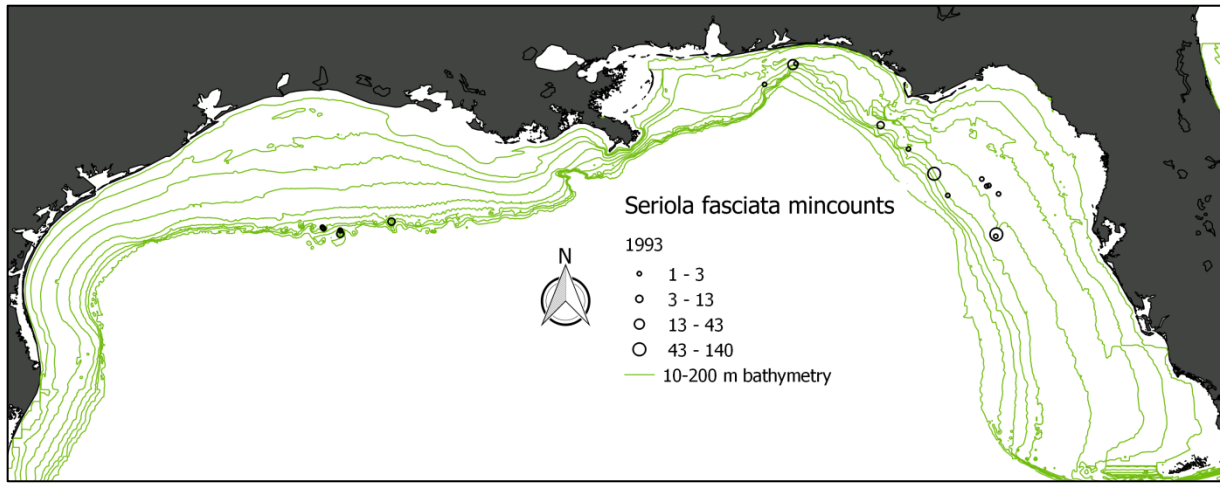 Seriola fasciata mincounts
1993
N
1 - 3
3 - 13
13 - 43
43 - 140
10-200 m bathymetry